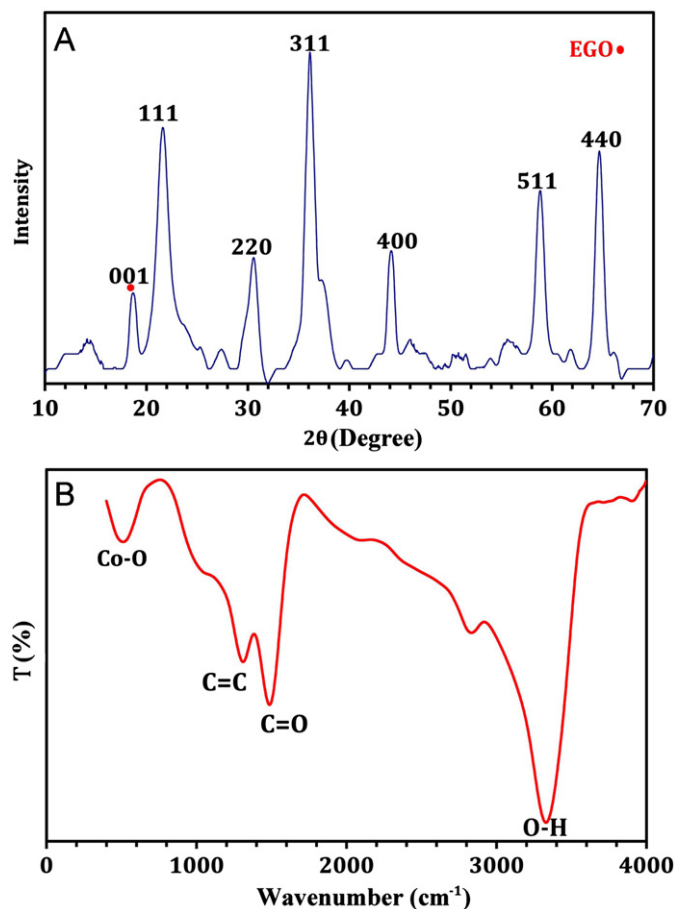 A
EGO
311
111
440
511
220
400
001
Intensity
10 20 30 40 50 60 70
2θ (Degree)
B
Co-O
C=C
C=O
O-H
T (%)
0 1000 2000 3000 4000
Wavenumber (cm⁻¹)